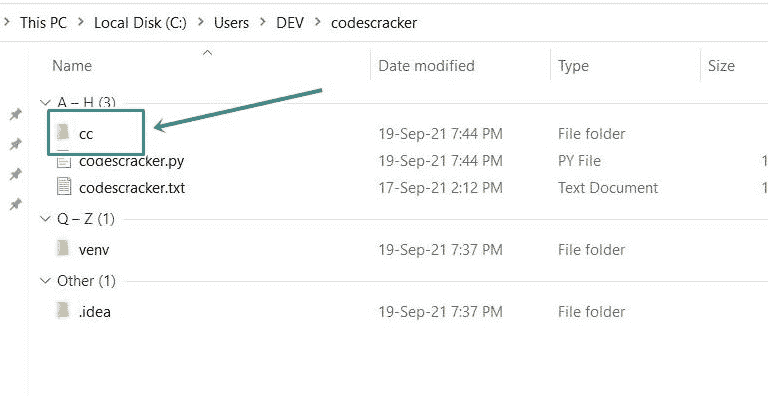 This PC > Local Disk (C:) > Users > DEV > codescracker
Name Date modified Type Size
A – H (3)
cc 19-Sep-21 7:44 PM File folder
codescracker.py 19-Sep-21 7:44 PM PY File 1
codescracker.txt 17-Sep-21 2:12 PM Text Document 1
Q – Z (1)
venv 19-Sep-21 7:37 PM File folder
Other (1)
.idea 19-Sep-21 7:37 PM File folder